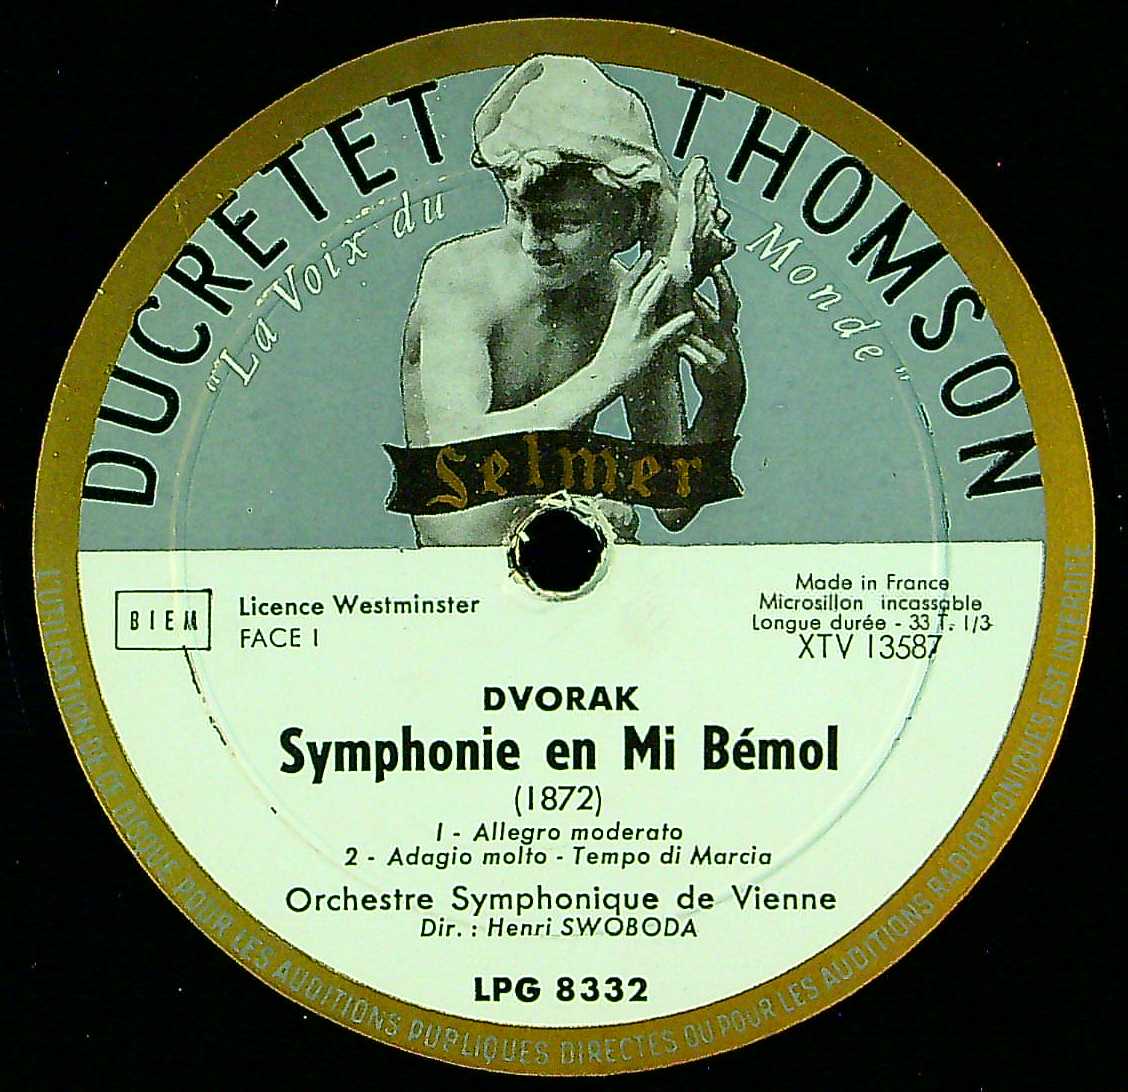 DUCRETET THOMSON
"La Voix du Monde"
Selmer
BIEM
Licence Westminster
FACE I
Made in France
Microsillon incassable
Longue durée - 33 T. 1/3
XTV 13587
DVORAK
Symphonie en Mi Bémol
(1872)
1 - Allegro moderato
2 - Adagio molto - Tempo di Marcia
Orchestre Symphonique de Vienne
Dir. : Henri SWOBODA
LPG 8332
L'UTILISATION DE CE DISQUE POUR LES AUDITIONS PUBLIQUES DIRECTES OU POUR LES AUDITIONS RADIOPHONIQUES EST INTERDITE